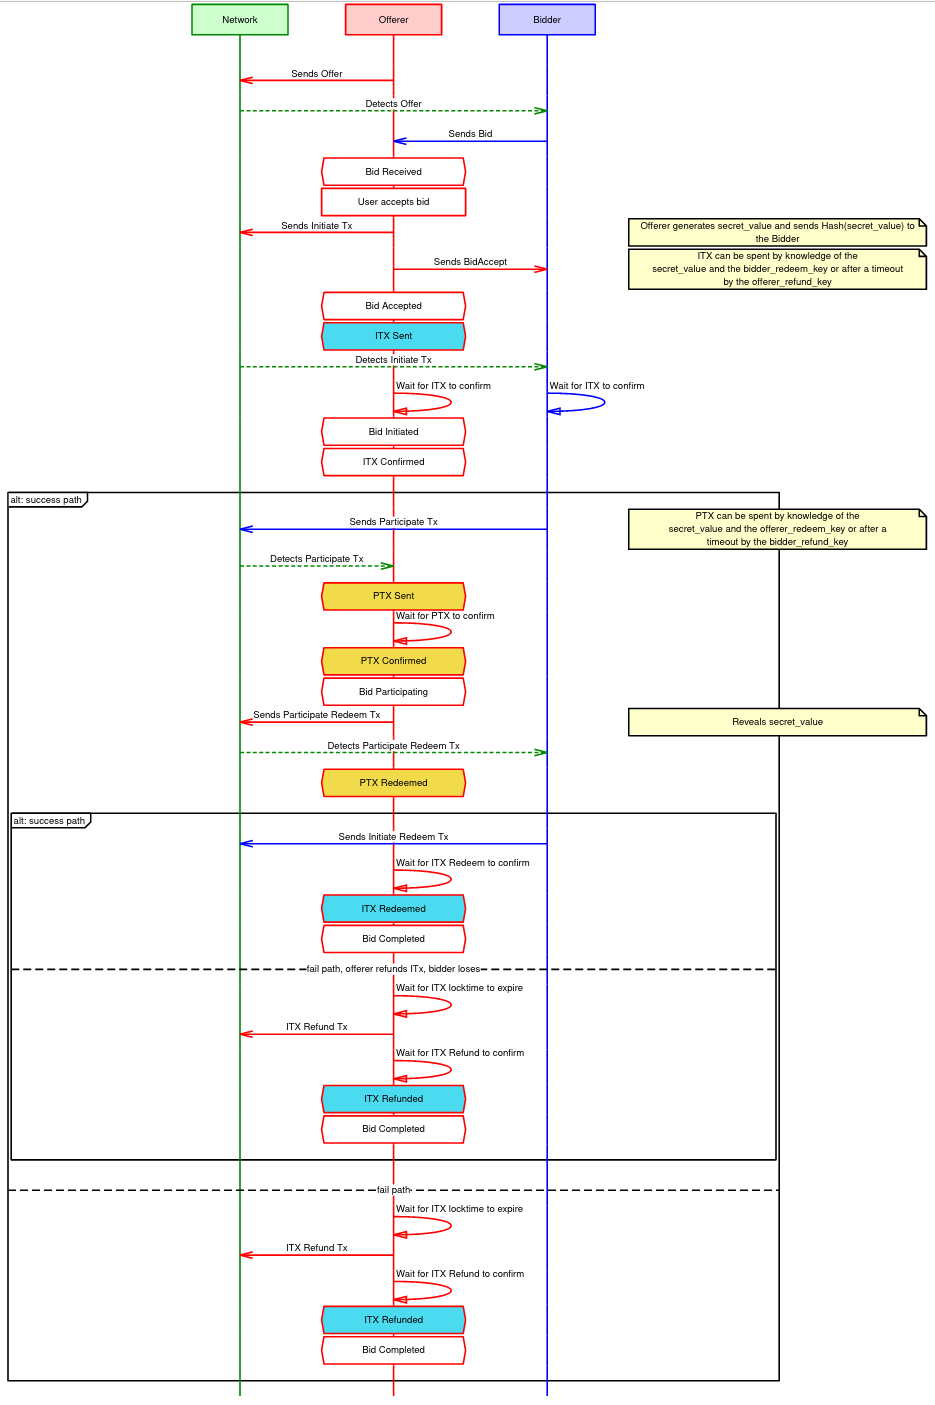 Network
Offerer
Bidder
Sends Offer
Detects Offer
Sends Bid
Bid Received
User accepts bid
Sends Initiate Tx
Offerer generates secret_value and sends Hash(secret_value) to
the Bidder
Sends BidAccept
ITX can be spent by knowledge of the
secret_value and the bidder_redeem_key or after a timeout
by the offerer_refund_key
Bid Accepted
ITX Sent
Detects Initiate Tx
Wait for ITX to confirm
Wait for ITX to confirm
Bid Initiated
ITX Confirmed
alt: success path
Sends Participate Tx
PTX can be spent by knowledge of the
secret_value and the offerer_redeem_key or after a
timeout by the bidder_refund_key
Detects Participate Tx
PTX Sent
Wait for PTX to confirm
PTX Confirmed
Bid Participating
Sends Participate Redeem Tx
Reveals secret_value
Detects Participate Redeem Tx
PTX Redeemed
alt: success path
Sends Initiate Redeem Tx
Wait for ITX Redeem to confirm
ITX Redeemed
Bid Completed
fail path, offerer refunds ITx, bidder loses
Wait for ITX locktime to expire
ITX Refund Tx
Wait for ITX Refund to confirm
ITX Refunded
Bid Completed
fail path
Wait for ITX locktime to expire
ITX Refund Tx
Wait for ITX Refund to confirm
ITX Refunded
Bid Completed